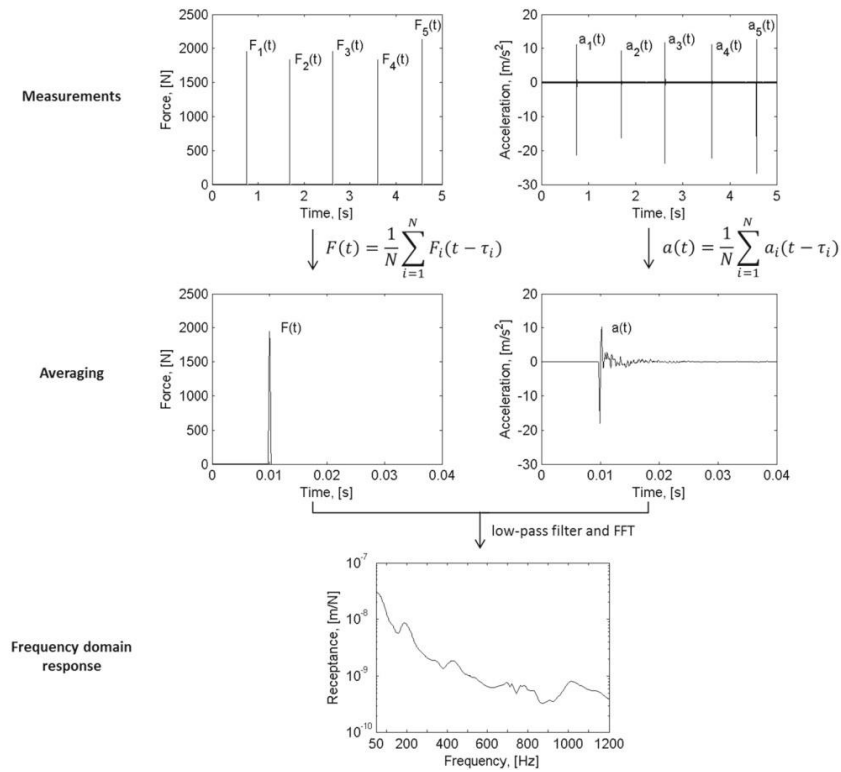 Measurements
Force, [N]
2500
2000
1500
1000
500
0
F1(t)
F2(t)
F3(t)
F4(t)
F5(t)
0 1 2 3 4 5
Time, [s]
Acceleration, [m/s²]
20
10
0
-10
-20
-30
a1(t)
a2(t)
a3(t)
a4(t)
a5(t)
0 1 2 3 4 5
Time, [s]
F(t) = 1/N ∑_{i=1}^{N} F_i(t − τ_i)
a(t) = 1/N ∑_{i=1}^{N} a_i(t − τ_i)
Averaging
Force, [N]
2500
2000
1500
1000
500
0
F(t)
0 0.01 0.02 0.03 0.04
Time, [s]
Acceleration, [m/s²]
20
10
0
-10
-20
-30
a(t)
0 0.01 0.02 0.03 0.04
Time, [s]
low-pass filter and FFT
Frequency domain
response
Receptance, [m/N]
10⁻⁷
10⁻⁸
10⁻⁹
10⁻¹⁰
50 200 400 600 800 1000 1200
Frequency, [Hz]